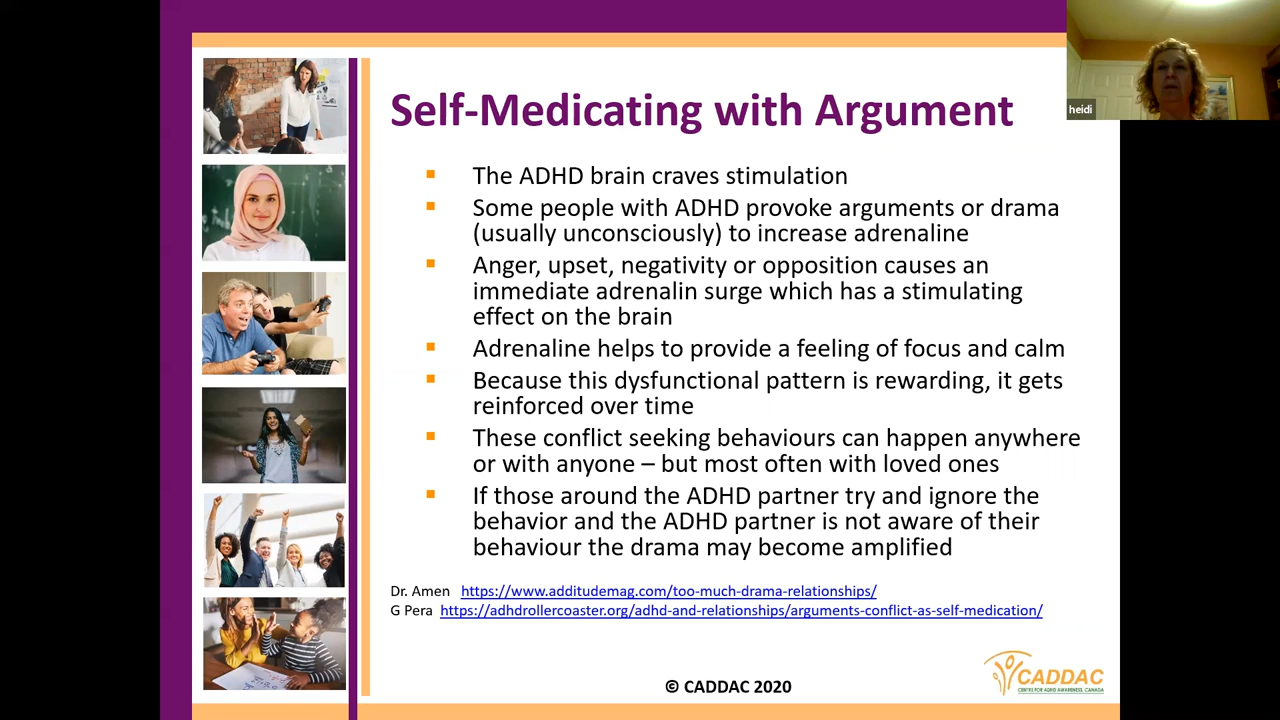 heidi
Self-Medicating with Argument
The ADHD brain craves stimulation
Some people with ADHD provoke arguments or drama
(usually unconsciously) to increase adrenaline
Anger, upset, negativity or opposition causes an
immediate adrenalin surge which has a stimulating
effect on the brain
Adrenaline helps to provide a feeling of focus and calm
Because this dysfunctional pattern is rewarding, it gets
reinforced over time
These conflict seeking behaviours can happen anywhere
or with anyone – but most often with loved ones
If those around the ADHD partner try and ignore the
behavior and the ADHD partner is not aware of their
behaviour the drama may become amplified
Dr. Amen https://www.additudemag.com/too-much-drama-relationships/
G Pera https://adhdrollercoaster.org/adhd-and-relationships/arguments-conflict-as-self-medication/
© CADDAC 2020
CADDAC
CENTRE FOR ADHD AWARENESS, CANADA